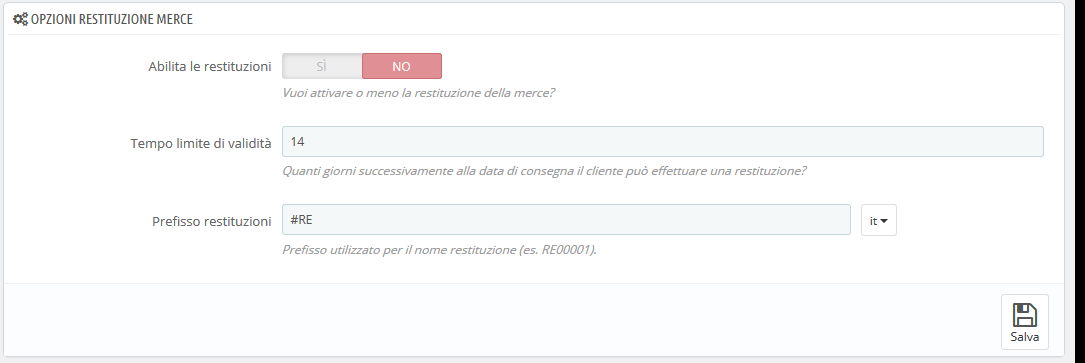 OPZIONI RESTITUZIONE MERCE
Abilita le restituzioni SÌ NO
Vuoi attivare o meno la restituzione della merce?
Tempo limite di validità 14
Quanti giorni successivamente alla data di consegna il cliente può effettuare una restituzione?
Prefisso restituzioni #RE it
Prefisso utilizzato per il nome restituzione (es. RE00001).
Salva